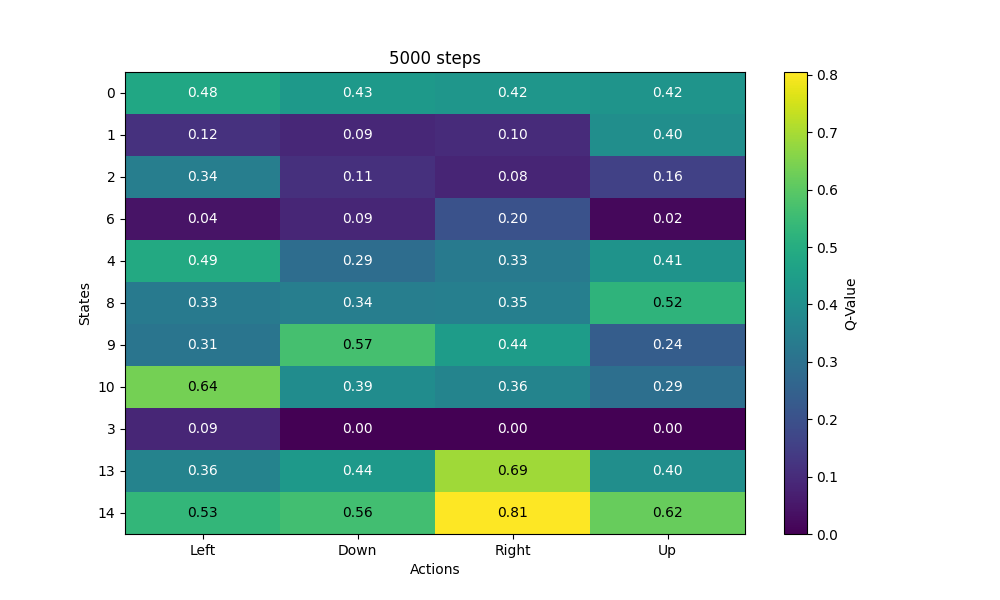 5000 steps
0 0.48 0.43 0.42 0.42 0.8
1 0.12 0.09 0.10 0.40 0.7
2 0.34 0.11 0.08 0.16 0.6
6 0.04 0.09 0.20 0.02
4 0.49 0.29 0.33 0.41 0.5
8 0.33 0.34 0.35 0.52 0.4
9 0.31 0.57 0.44 0.24 0.3
10 0.64 0.39 0.36 0.29
3 0.09 0.00 0.00 0.00 0.2
13 0.36 0.44 0.69 0.40 0.1
14 0.53 0.56 0.81 0.62 0.0
Left Down Right Up
Actions
States
Q-Value